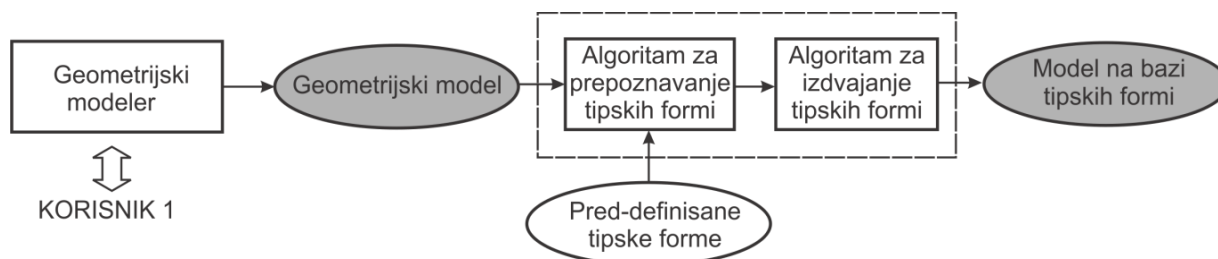 Geometrijski
modeler
KORISNIK 1
Geometrijski model
Algoritam za
prepoznavanje
tipskih formi
Algoritam za
izdvajanje
tipskih formi
Model na bazi
tipskih formi
Pred-definisane
tipske forme